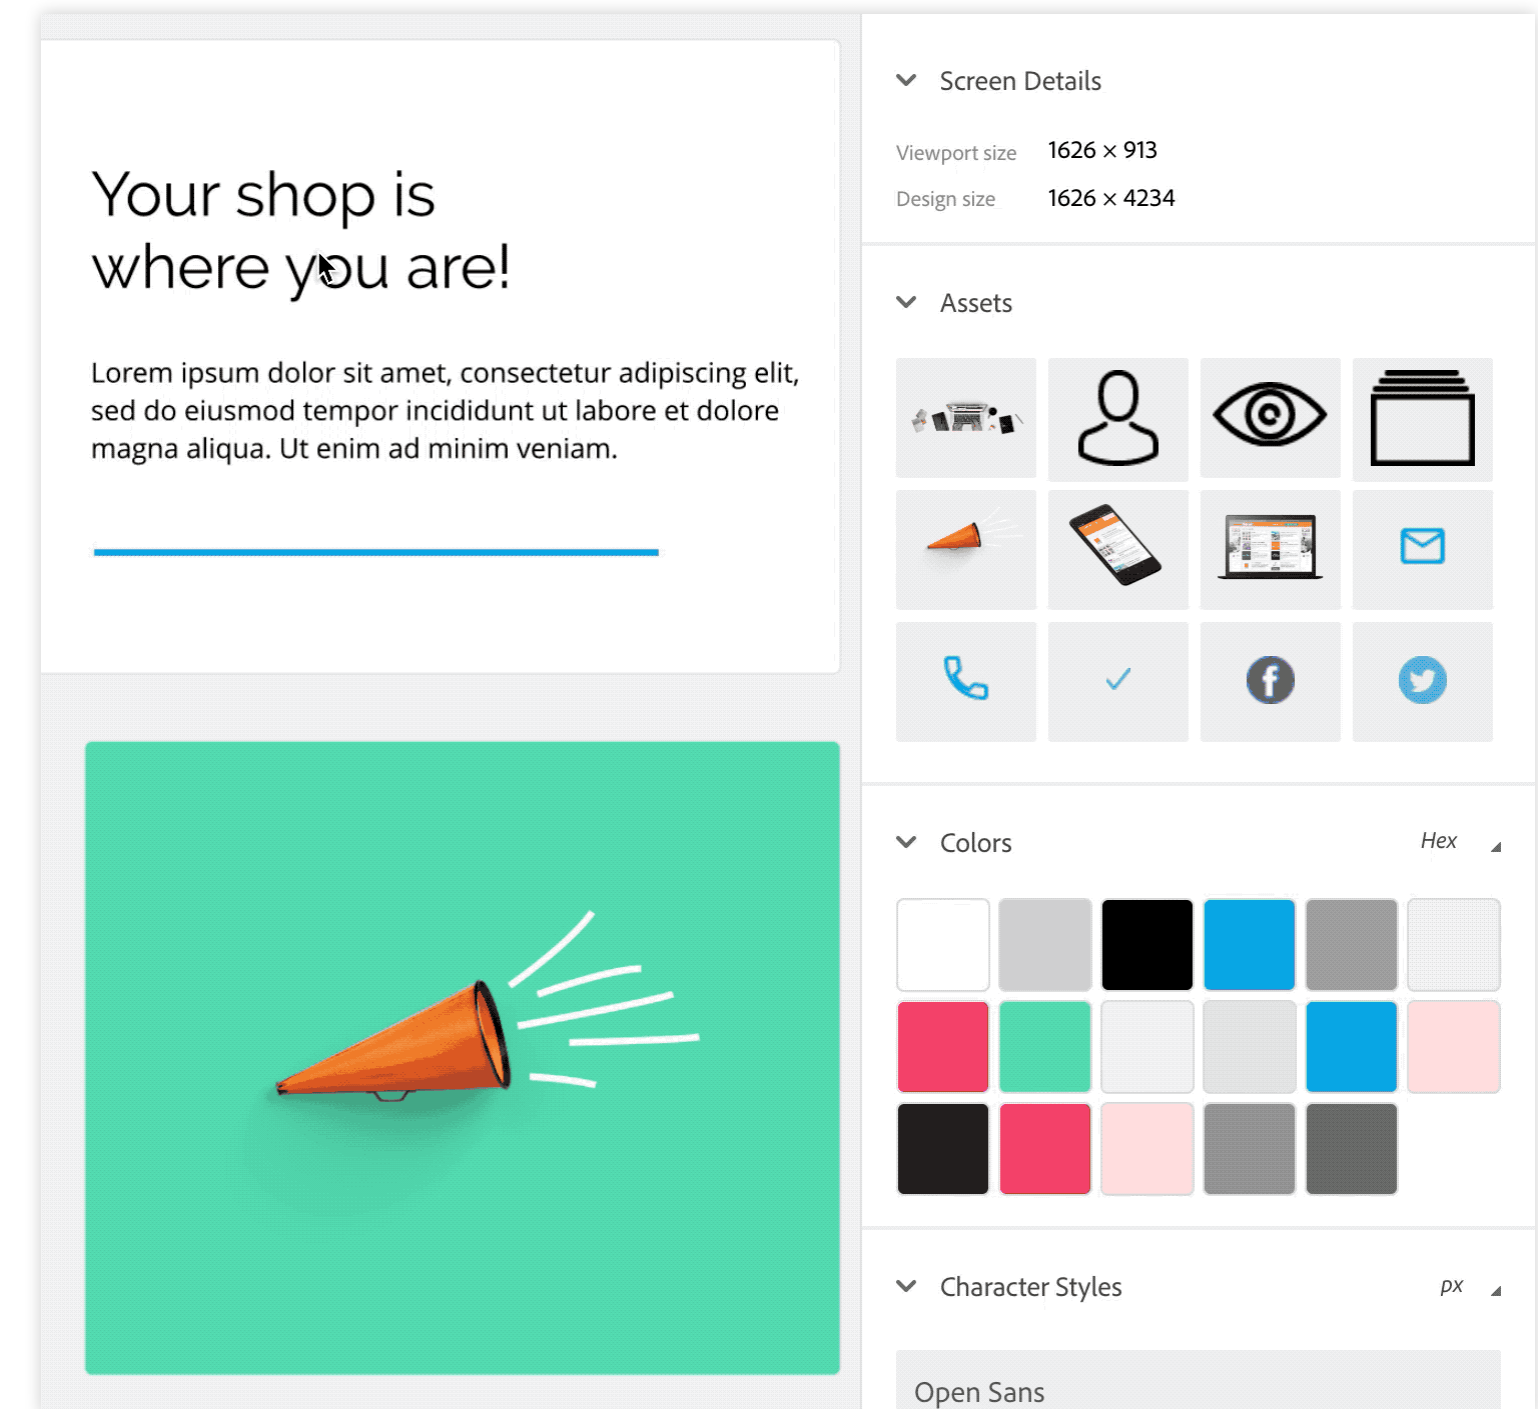 Your shop is
where you are!
Lorem ipsum dolor sit amet, consectetur adipiscing elit,
sed do eiusmod tempor incididunt ut labore et dolore
magna aliqua. Ut enim ad minim veniam.
Screen Details
Viewport size 1626 × 913
Design size 1626 × 4234
Assets
Colors Hex
Character Styles px
Open Sans